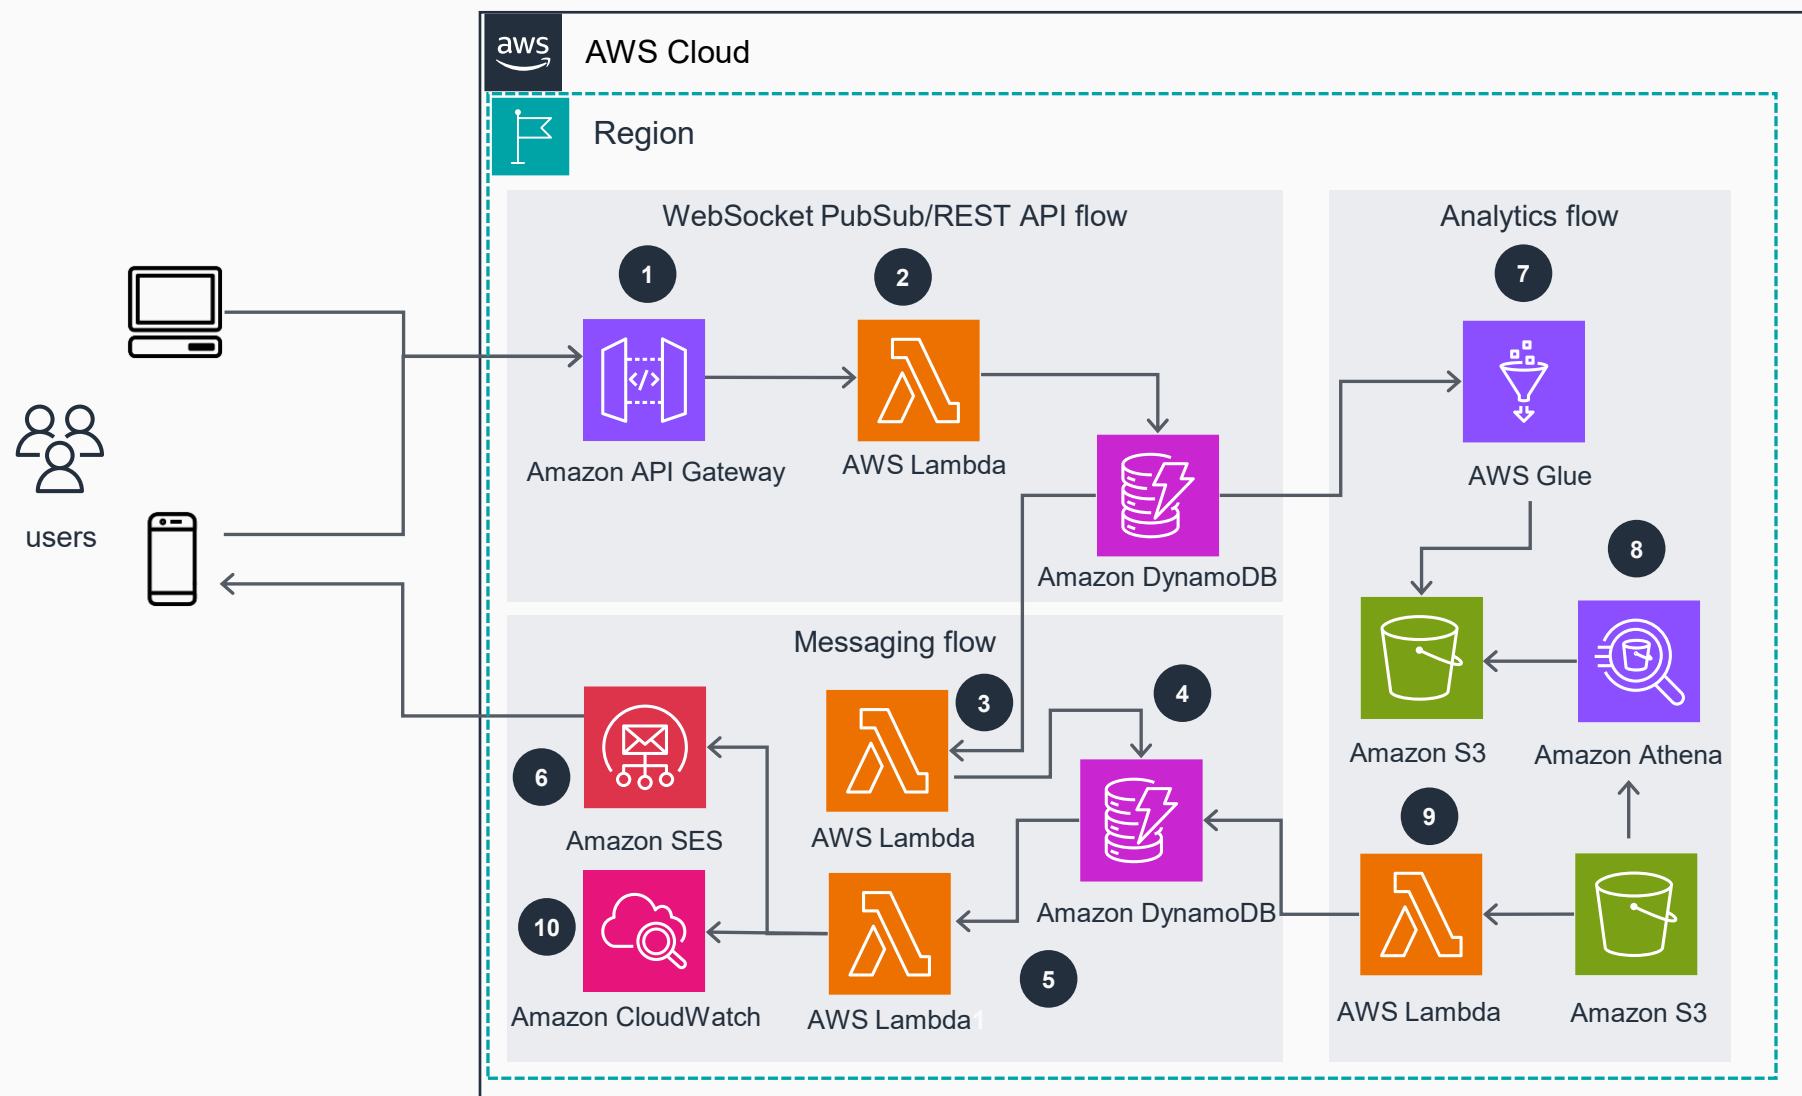 aws
AWS Cloud
Region
WebSocket PubSub/REST API flow
Analytics flow
1
2
7
</>
Amazon API Gateway
AWS Lambda
AWS Glue
users
8
Amazon DynamoDB
Messaging flow
3
4
Amazon S3
Amazon Athena
6
9
Amazon SES
AWS Lambda
10
Amazon DynamoDB
5
Amazon CloudWatch
AWS Lambda1
AWS Lambda
Amazon S3